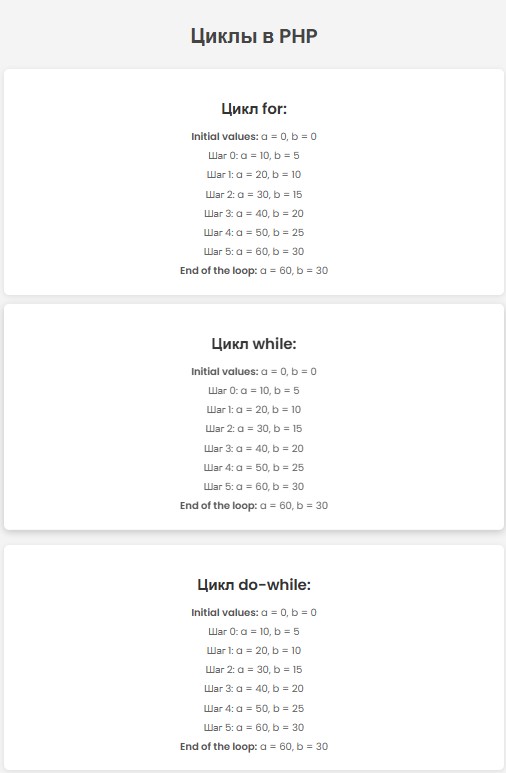 Циклы в PHP
Цикл for:
Initial values: a = 0, b = 0
Шаг 0: a = 10, b = 5
Шаг 1: a = 20, b = 10
Шаг 2: a = 30, b = 15
Шаг 3: a = 40, b = 20
Шаг 4: a = 50, b = 25
Шаг 5: a = 60, b = 30
End of the loop: a = 60, b = 30
Цикл while:
Initial values: a = 0, b = 0
Шаг 0: a = 10, b = 5
Шаг 1: a = 20, b = 10
Шаг 2: a = 30, b = 15
Шаг 3: a = 40, b = 20
Шаг 4: a = 50, b = 25
Шаг 5: a = 60, b = 30
End of the loop: a = 60, b = 30
Цикл do-while:
Initial values: a = 0, b = 0
Шаг 0: a = 10, b = 5
Шаг 1: a = 20, b = 10
Шаг 2: a = 30, b = 15
Шаг 3: a = 40, b = 20
Шаг 4: a = 50, b = 25
Шаг 5: a = 60, b = 30
End of the loop: a = 60, b = 30